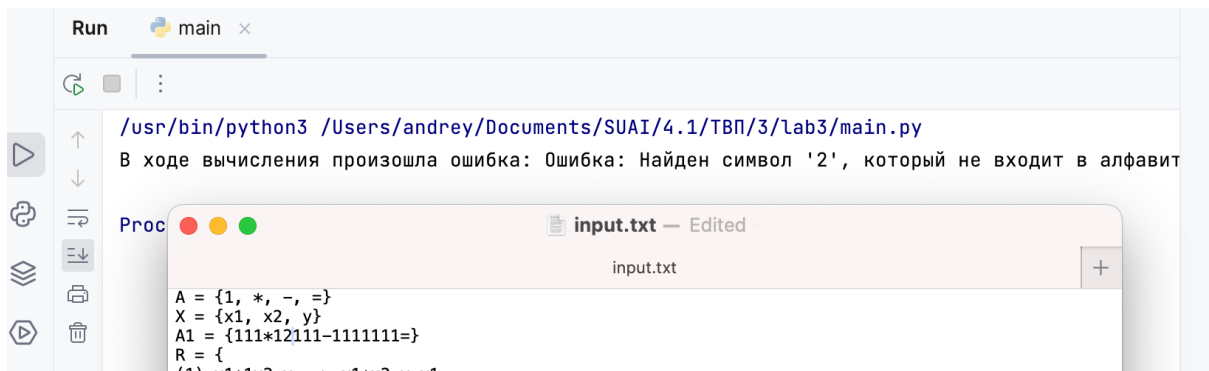 Run main
/usr/bin/python3 /Users/andrey/Documents/SUAI/4.1/ТВП/3/lab3/main.py
В ходе вычисления произошла ошибка: Ошибка: Найден символ '2', который не входит в алфавит
Proc
input.txt — Edited
input.txt
A = {1, *, -, =}
X = {x1, x2, y}
A1 = {111*12111-1111111=}
R = {